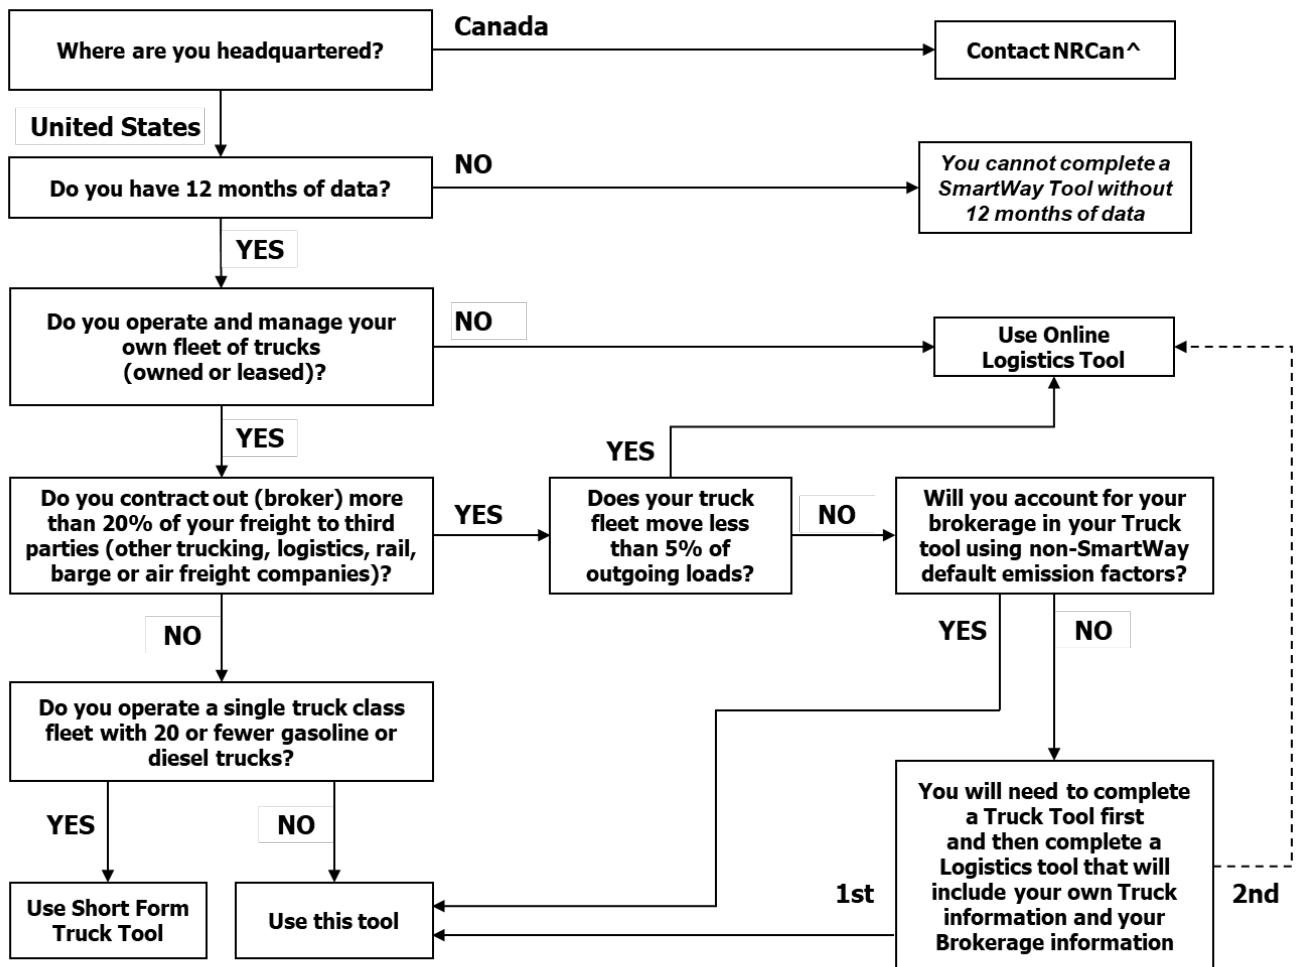 Canada
Where are you headquartered?
Contact NRCan^
United States
NO
Do you have 12 months of data?
You cannot complete a
SmartWay Tool without
12 months of data
YES
Do you operate and manage your
own fleet of trucks
(owned or leased)?
NO
Use Online
Logistics Tool
YES
Do you contract out (broker) more
than 20% of your freight to third
parties (other trucking, logistics, rail,
barge or air freight companies)?
YES
YES
Does your truck
fleet move less
than 5% of
outgoing loads?
NO
Will you account for your
brokerage in your Truck
tool using non-SmartWay
default emission factors?
NO
YES
NO
Do you operate a single truck class
fleet with 20 or fewer gasoline or
diesel trucks?
YES
NO
Use Short Form
Truck Tool
Use this tool
1st
You will need to complete
a Truck Tool first
and then complete a
Logistics tool that will
include your own Truck
information and your
Brokerage information
2nd